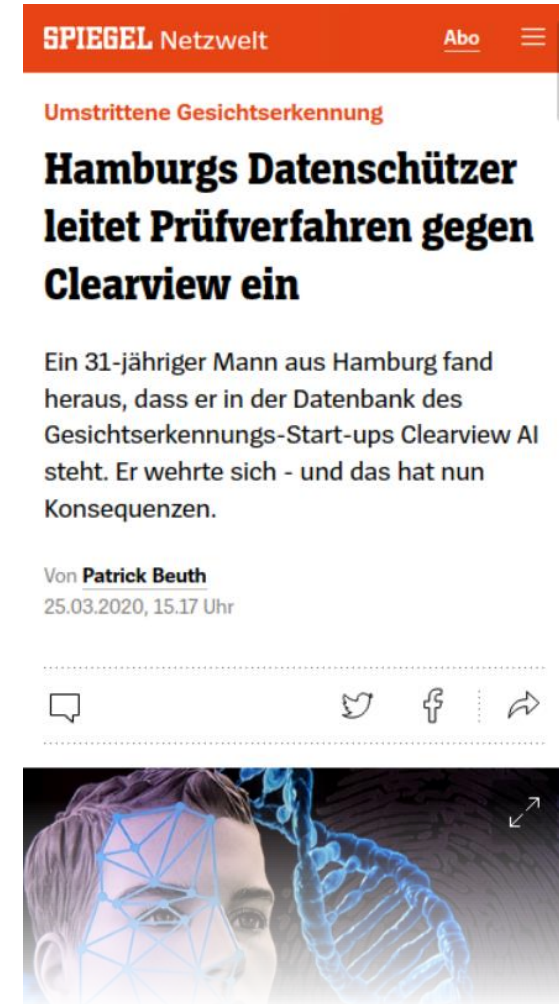 SPIEGEL Netzwelt Abo
Umstrittene Gesichtserkennung
Hamburgs Datenschützer
leitet Prüfverfahren gegen
Clearview ein
Ein 31-jähriger Mann aus Hamburg fand
heraus, dass er in der Datenbank des
Gesichtserkennungs-Start-ups Clearview AI
steht. Er wehrte sich - und das hat nun
Konsequenzen.
Von Patrick Beuth
25.03.2020, 15.17 Uhr